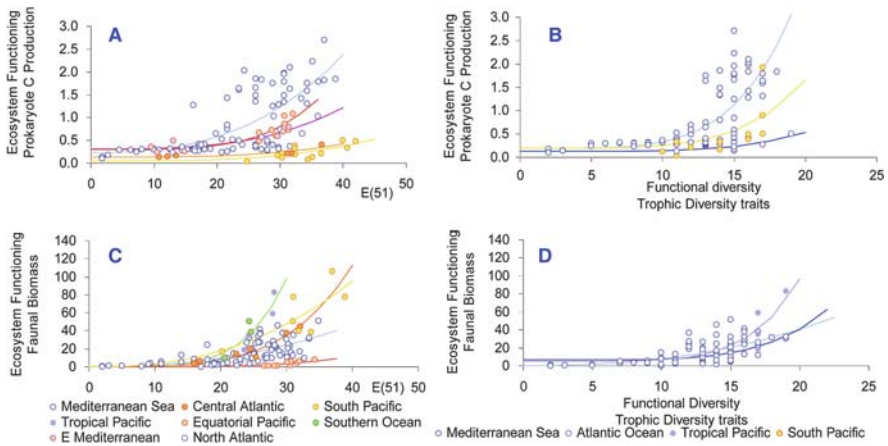 A
Ecosystem Functioning
Prokaryote C Production
3.0
2.5
2.0
1.5
1.0
0.5
0.0
0 10 20 30 40 50
E(51)
B
Ecosystem Functioning
Prokaryote C Production
3.0
2.5
2.0
1.5
1.0
0.5
0.0
0 5 10 15 20 25
Functional diversity
Trophic Diversity traits
C
Ecosystem Functioning
Faunal Biomass
140
120
100
80
60
40
20
0
0 10 20 30 40 50
E(51)
Mediterranean Sea Central Atlantic South Pacific
Tropical Pacific Equatorial Pacific Southern Ocean
E Mediterranean North Atlantic
D
Ecosystem Functioning
Faunal Biomass
140
120
100
80
60
40
20
0
0 5 10 15 20 25
Functional Diversity
Trophic Diversity traits
Mediterranean Sea Atlantic Ocean Tropical Pacific South Pacific